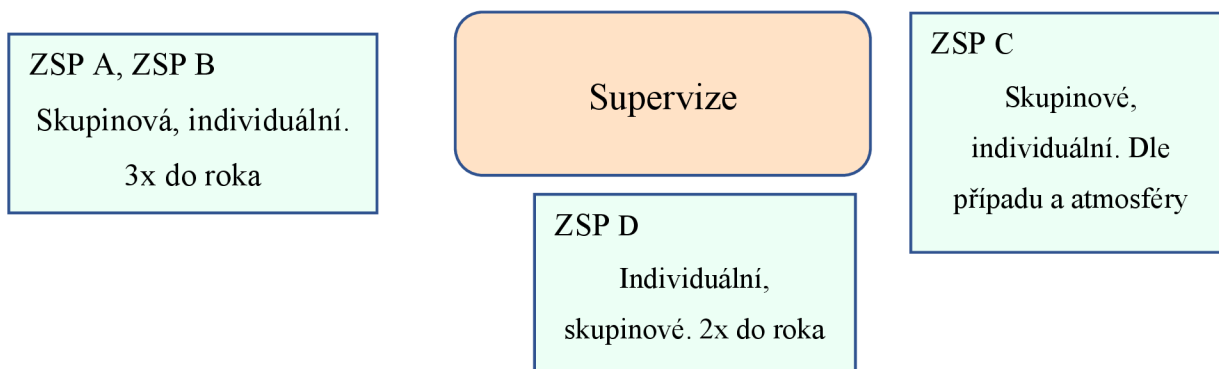 ZSP A, ZSP B
Skupinová, individuální.
3x do roka
Supervize
ZSP C
Skupinové,
individuální. Dle
případu a atmosféry
ZSP D
Individuální,
skupinové. 2x do roka